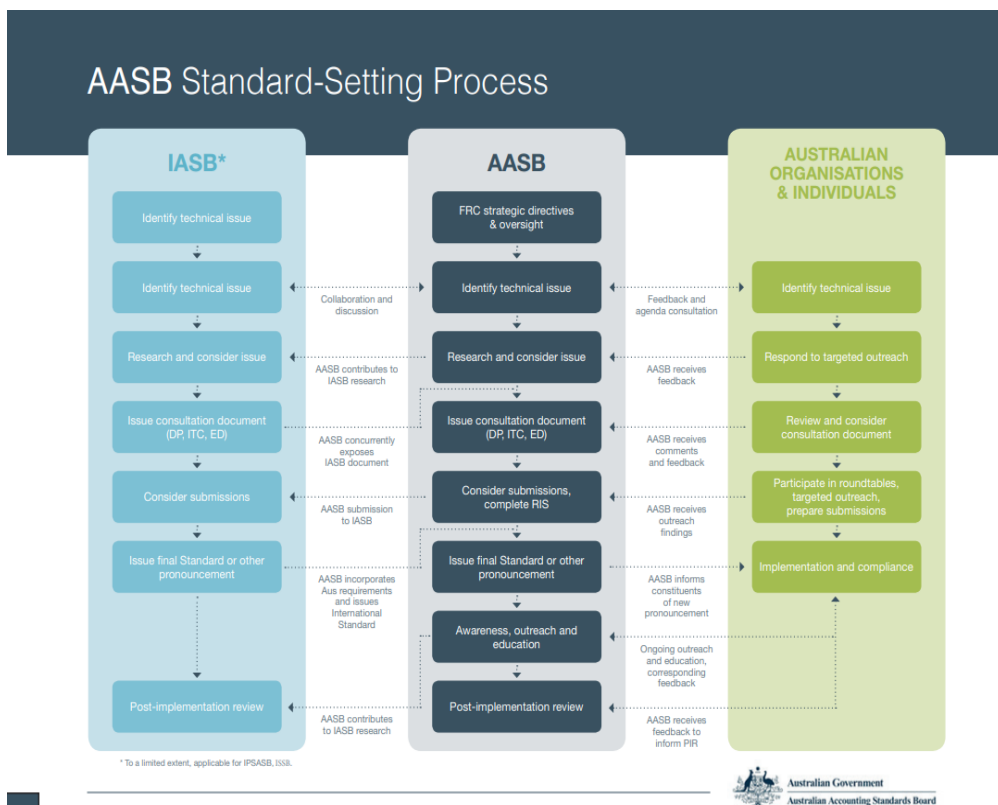 AASB Standard-Setting Process
IASB*
Identify technical issue
Identify technical issue
Research and consider issue
Issue consultation document
(DP, ITC, ED)
Consider submissions
Issue final Standard or other
pronouncement
Post-implementation review
Collaboration and
discussion
AASB contributes to
IASB research
AASB concurrently
exposes
IASB document
AASB submission
to IASB
AASB incorporates
Aus requirements
and issues
International
Standard
AASB contributes
to IASB research
AASB
FRC strategic directives
& oversight
Identify technical issue
Research and consider issue
Issue consultation document
(DP, ITC, ED)
Consider submissions,
complete RIS
Issue final Standard or other
pronouncement
Awareness, outreach and
education
Post-implementation review
Feedback and
agenda consultation
AASB receives
feedback
AASB receives
comments
and feedback
AASB receives
outreach
findings
AASB informs
constituents
of new
pronouncement
Ongoing outreach
and education,
corresponding
feedback
AASB receives
feedback to
inform PIR
AUSTRALIAN
ORGANISATIONS
& INDIVIDUALS
Identify technical issue
Respond to targeted outreach
Review and consider
consultation document
Participate in roundtables,
targeted outreach,
prepare submissions
Implementation and compliance
* To a limited extent, applicable for IPSASB, ISSB.
Australian Government
Australian Accounting Standards Board